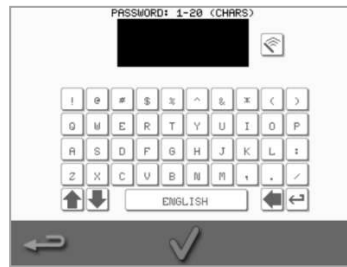 PASSWORD: 1-20 (CHARS)
! @ # $ % ^ & * ( )
Q W E R T Y U I O P
A S D F G H J K L :
Z X C V B N M , . /
ENGLISH